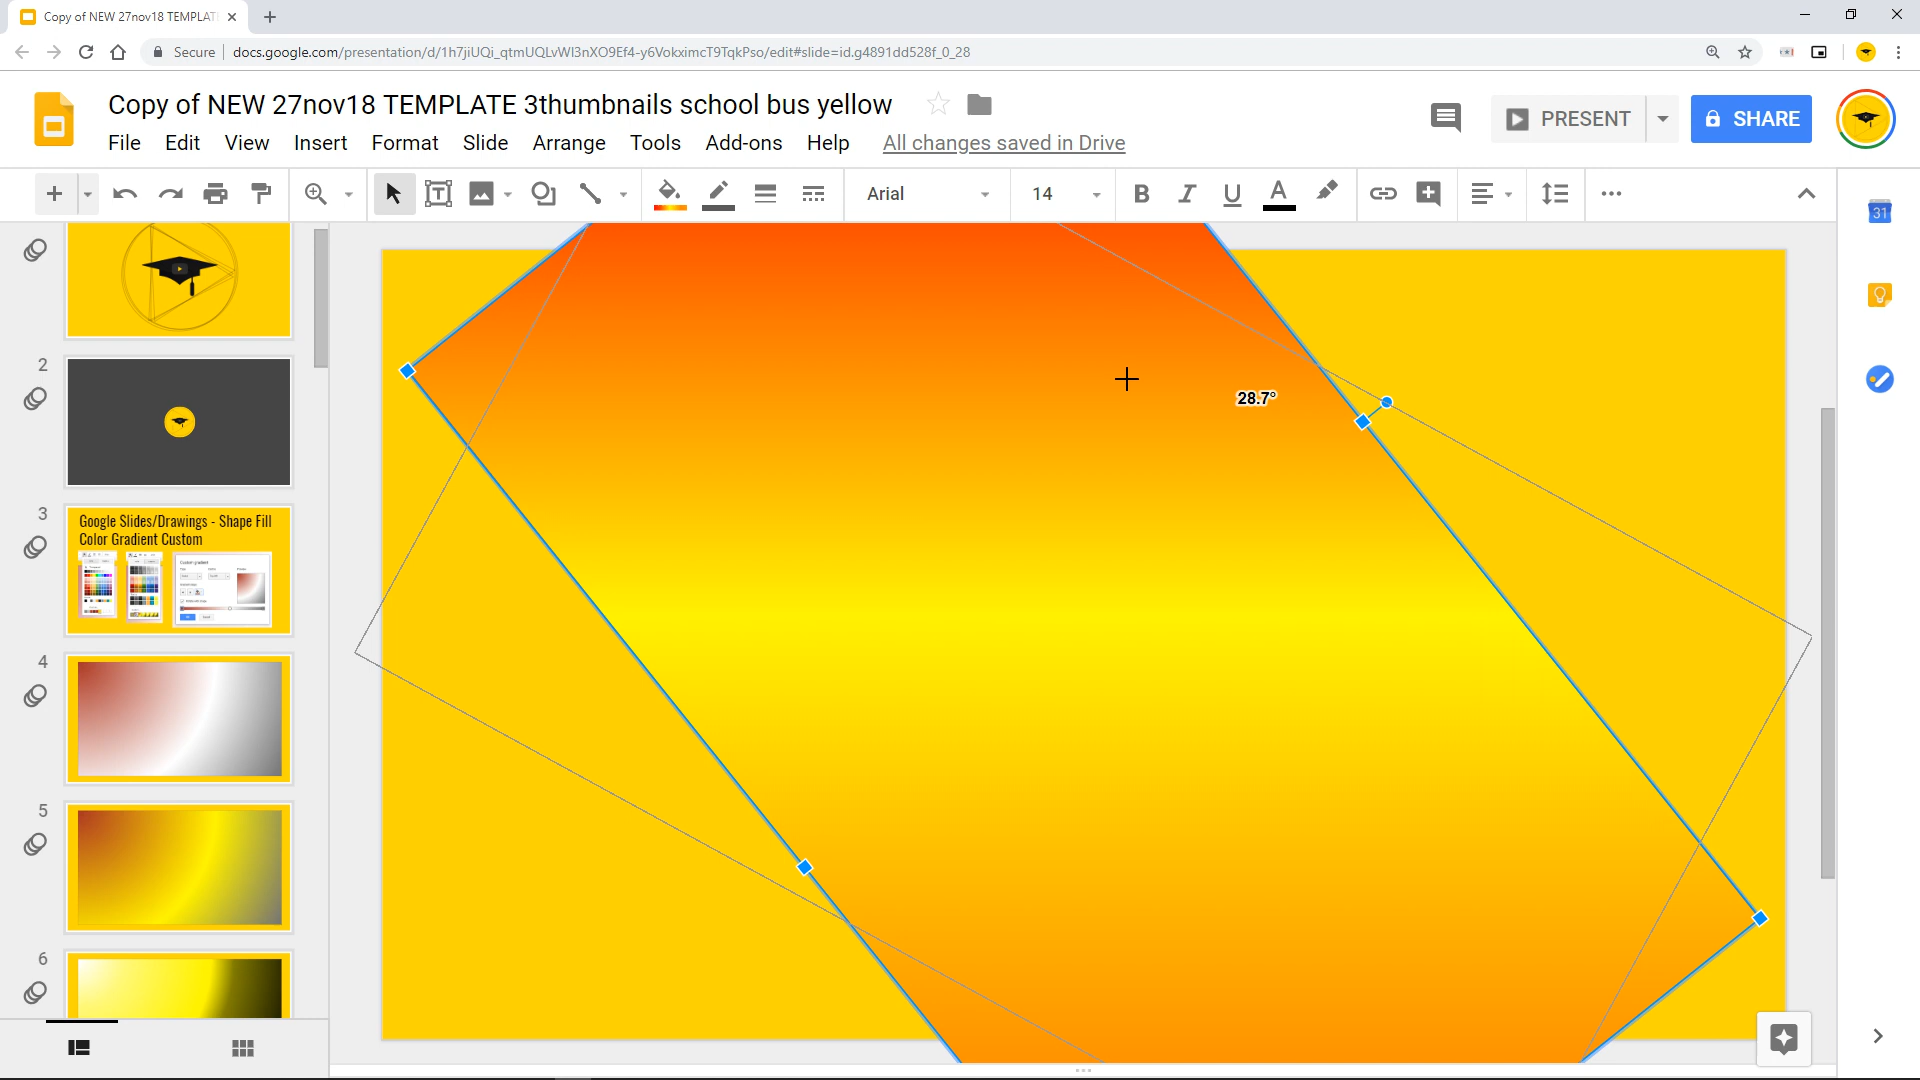 Copy of NEW 27nov18 TEMPLAT
Secure docs.google.com/presentation/d/1h7jiUQi_qtmUQLvWI3nXO9Ef4-y6VokximcT9TqkPso/edit#slide=id.g4891dd528f_0_28
Copy of NEW 27nov18 TEMPLATE 3thumbnails school bus yellow
PRESENT
SHARE
File Edit View Insert Format Slide Arrange Tools Add-ons Help All changes saved in Drive
Arial 14 B I U A
31
2
3
Google Slides/Drawings - Shape Fill
Color Gradient Custom
Custom gradient
4
5
6
28.7°